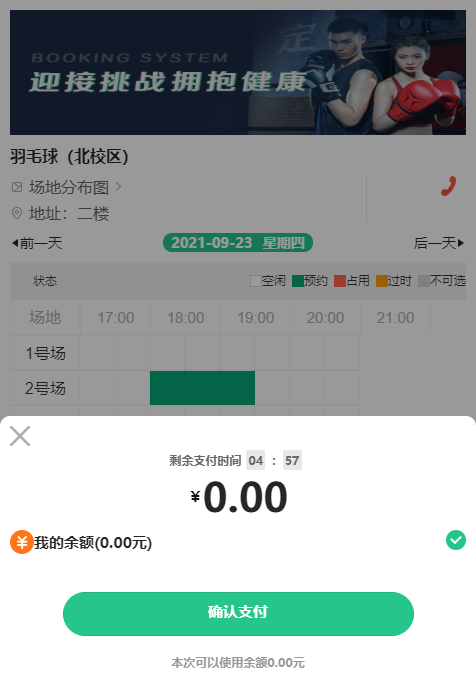 定
BOOKING SYSTEM
迎接挑战拥抱健康
羽毛球（北校区）
场地分布图
地址：二楼
前一天 2021-09-23 星期四 后一天
状态 空闲 预约 占用 过时 不可选
场地 17:00 18:00 19:00 20:00 21:00
1号场
2号场
剩余支付时间 04 : 57
¥0.00
¥我的余额(0.00元)
确认支付
本次可以使用余额0.00元